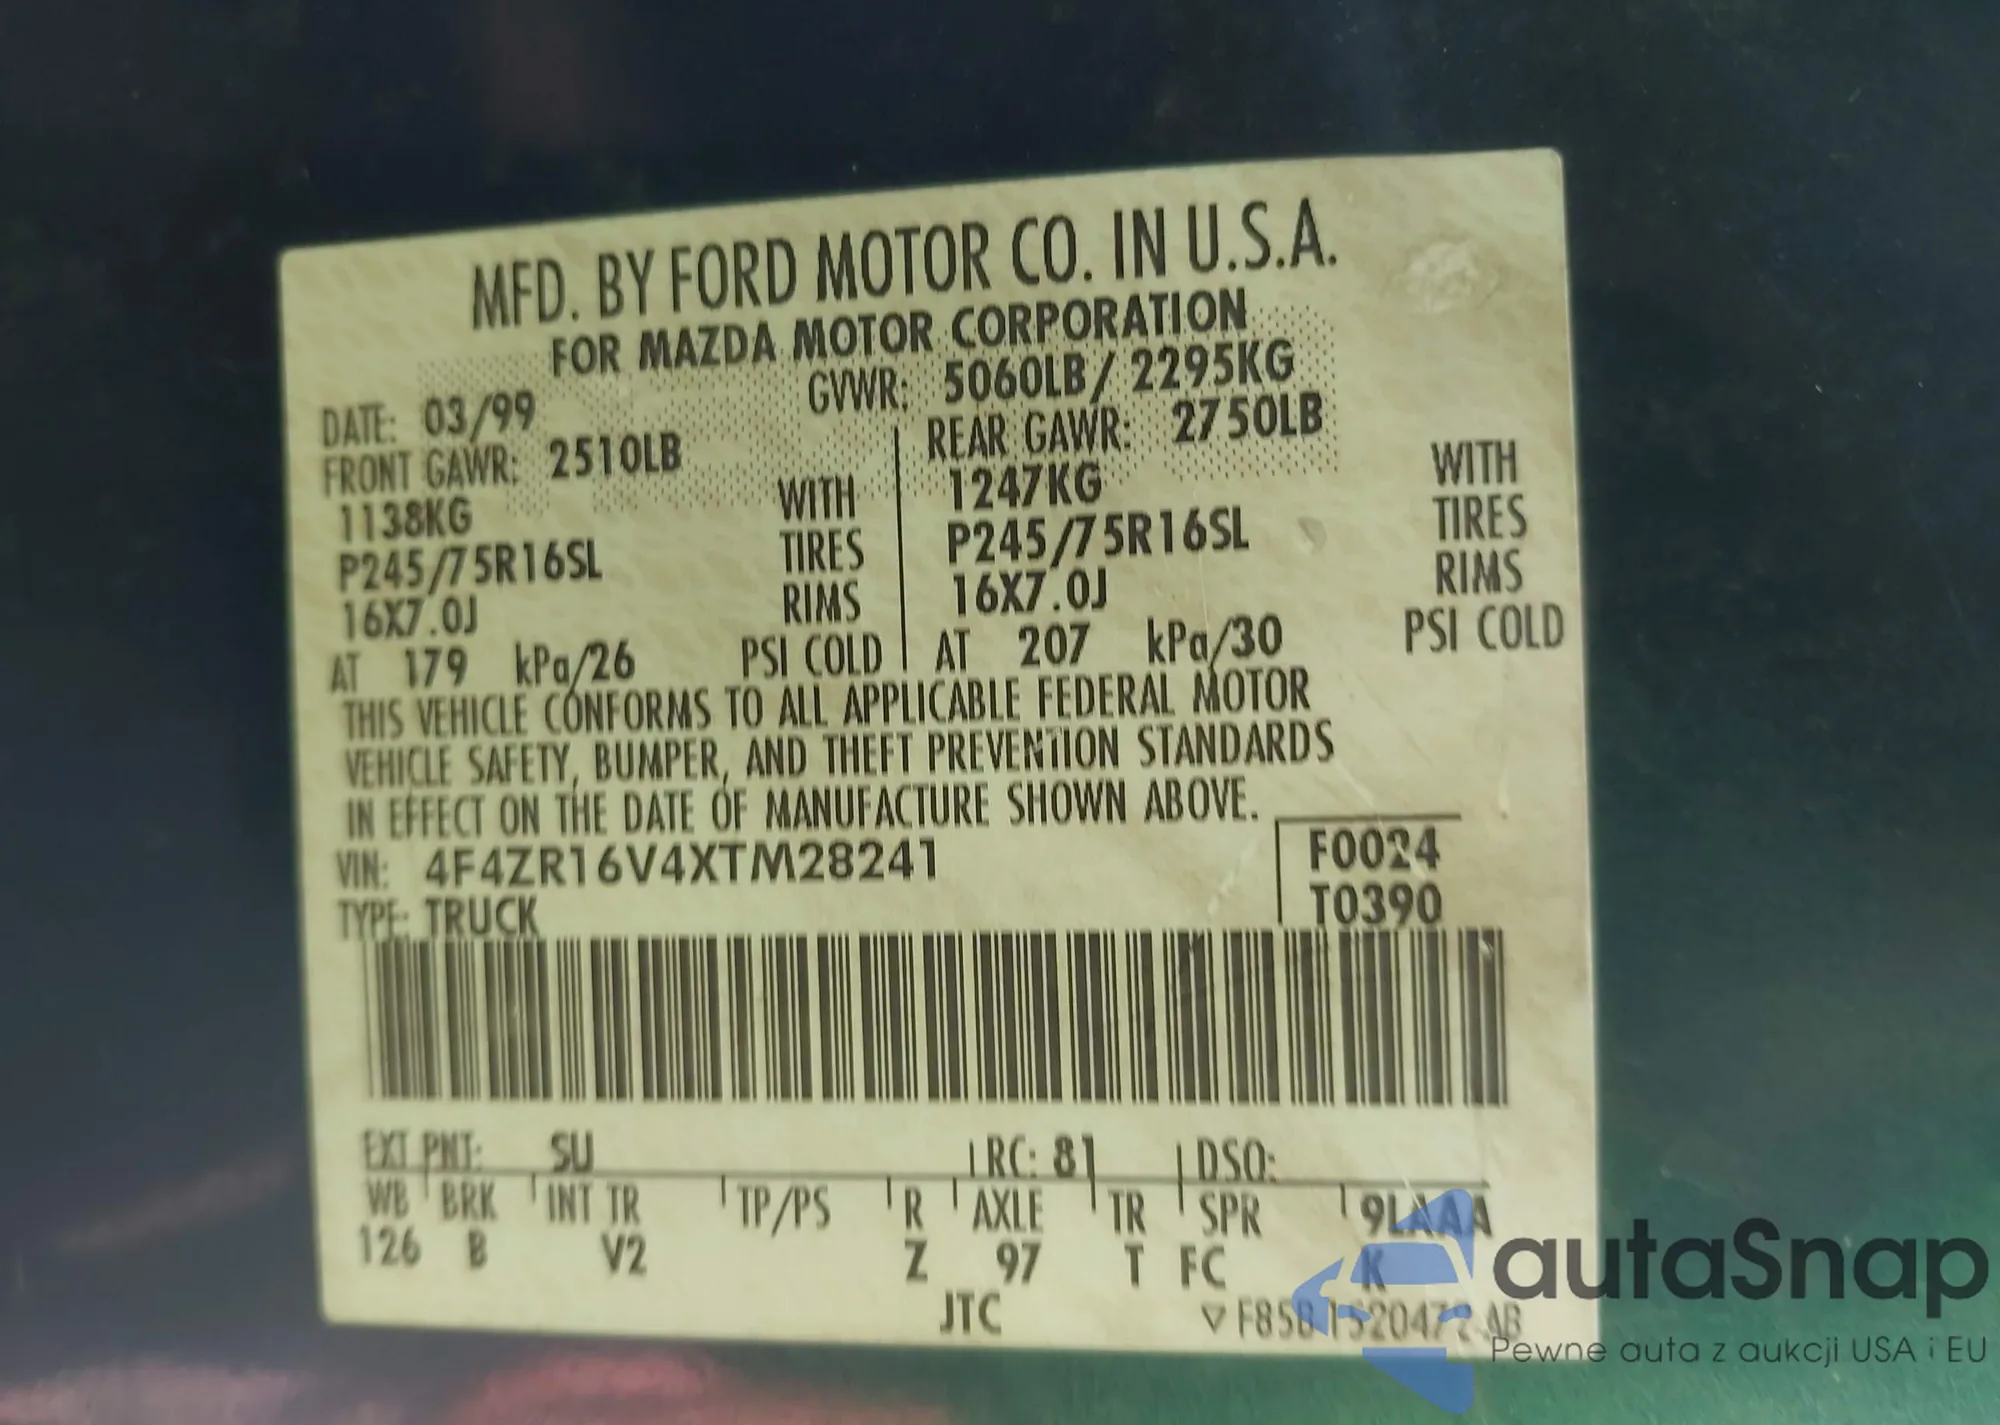 MFD. BY FORD MOTOR CO. IN U.S.A.
FOR MAZDA MOTOR CORPORATION
DATE: 03/99 GVWR: 5060LB/ 2295KG
FRONT GAWR: 2510LB REAR GAWR: 2750LB
1138KG WITH 1247KG WITH
P245/75R16SL TIRES P245/75R16SL TIRES
16X7.0J RIMS 16X7.0J RIMS
AT 179 kPa/26 PSI COLD AT 207 kPa/30 PSI COLD
THIS VEHICLE CONFORMS TO ALL APPLICABLE FEDERAL MOTOR
VEHICLE SAFETY, BUMPER, AND THEFT PREVENTION STANDARDS
IN EFFECT ON THE DATE OF MANUFACTURE SHOWN ABOVE.
VIN: 4F4ZR16V4XTM28241 F0024
TYPE: TRUCK T0390
EXT PNT: SU RC: 81 DSO:
WB BRK INT TR TP/PS R AXLE TR SPR 9LAAA
126 B V2 Z 97 T FC K
JTC
autaSnap
Pewne auta z aukcji USA i EU